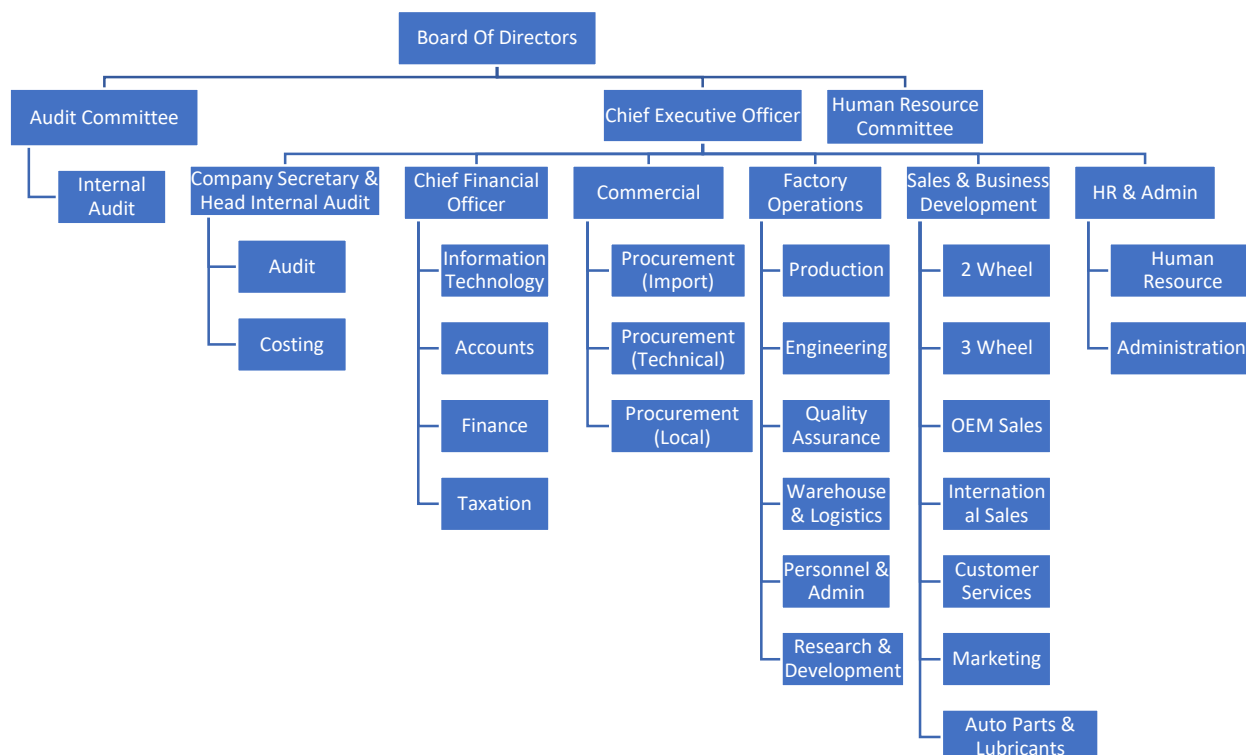 Board Of Directors
Audit Committee
Chief Executive Officer
Human Resource
Committee
Internal
Audit
Company Secretary &
Head Internal Audit
Audit
Costing
Chief Financial
Officer
Information
Technology
Accounts
Finance
Taxation
Commercial
Procurement
(Import)
Procurement
(Technical)
Procurement
(Local)
Factory
Operations
Production
Engineering
Quality
Assurance
Warehouse
& Logistics
Personnel &
Admin
Research &
Development
Sales & Business
Development
2 Wheel
3 Wheel
OEM Sales
Internation
al Sales
Customer
Services
Marketing
Auto Parts &
Lubricants
HR & Admin
Human
Resource
Administration